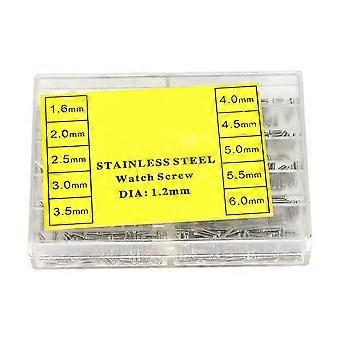 1.6mm
2.0mm
2.5mm
3.0mm
3.5mm
STAINLESS STEEL
Watch Screw
DIA: 1.2mm
4.0mm
4.5mm
5.0mm
5.5mm
6.0mm